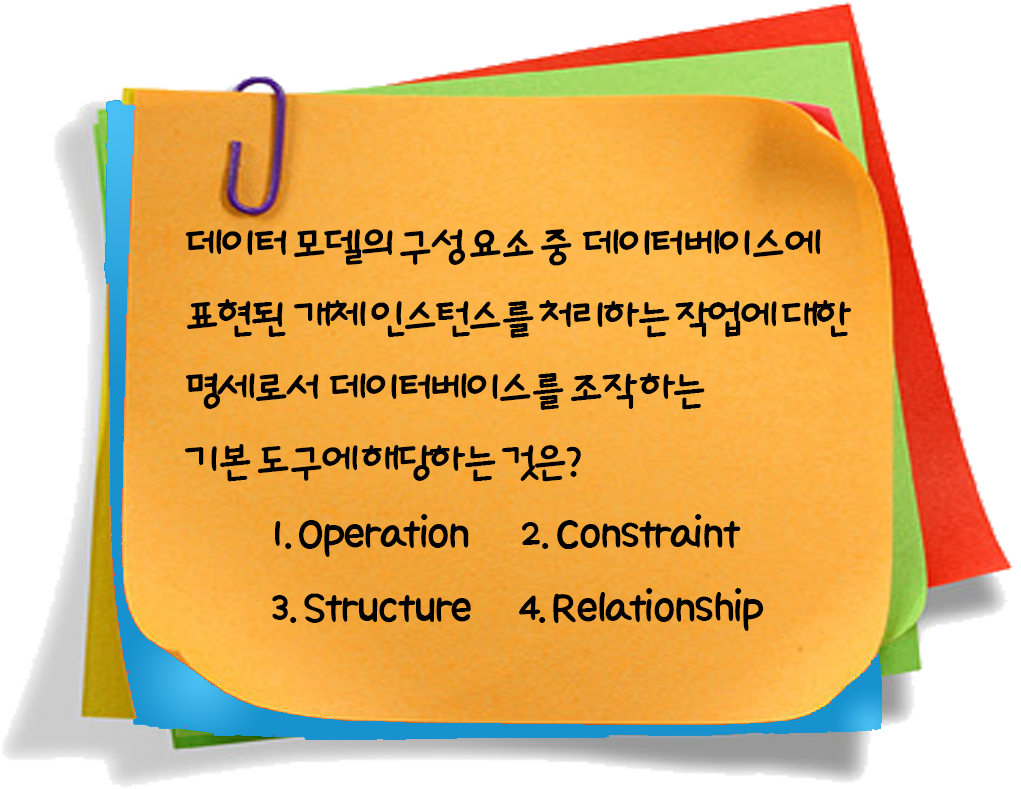 데이터 모델의 구성 요소 중 데이터베이스에
표현된 개체 인스턴스를 처리하는 작업에 대한
명세로서 데이터베이스를 조작하는
기본 도구에 해당하는 것은?
1. Operation 2. Constraint
3. Structure 4. Relationship